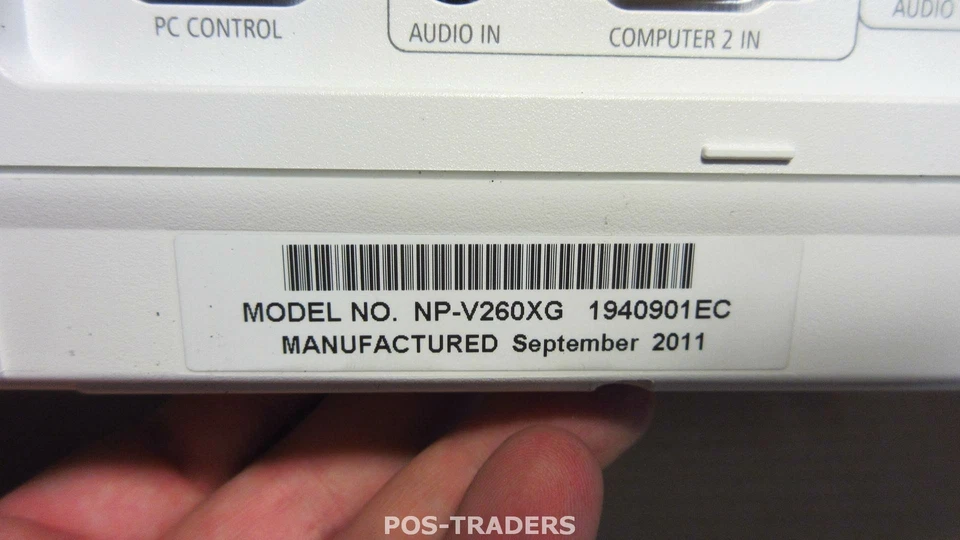 PC CONTROL
AUDIO IN
COMPUTER 2 IN
AUDIO
MODEL NO. NP-V260XG 1940901EC
MANUFACTURED September 2011
POS-TRADERS